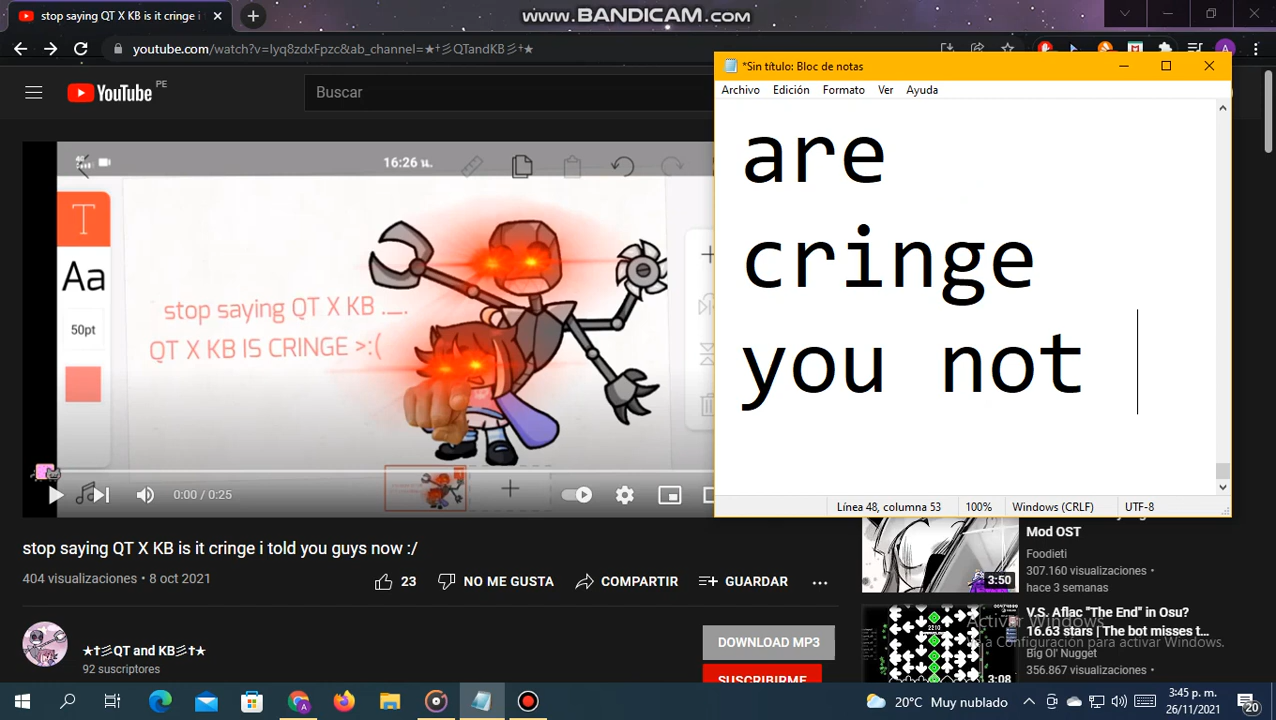 stop saying QT X KB is it cringe i
www.BANDICAM.com
youtube.com/watch?v=Iyq8zdxFpzo&ab_channel=★†彡QTandKB彡†★
YouTube PE
Buscar
*Sin título: Bloc de notas
Archivo Edición Formato Ver Ayuda
are
cringe
you not
Línea 48, columna 53 100% Windows (CRLF) UTF-8
4G
16:26 น.
T
Aa
50pt
stop saying QT X KB ._.
QT X KB IS CRINGE >:(
0:00 / 0:25
stop saying QT X KB is it cringe i told you guys now :/
404 visualizaciones • 8 oct 2021
23 NO ME GUSTA COMPARTIR GUARDAR ...
★†彡QT and KB彡†★
92 suscriptores
DOWNLOAD MP3
SUSCRIBIRME
Mod OST
Foodieti
307.160 visualizaciones •
hace 3 semanas
3:50
V.S. Aflac "The End" in Osu?
16.63 stars | The bot misses t...
Big Ol' Nugget
356.867 visualizaciones •
3:08
Activar Windows
Ve a Configuración para activar Windows.
20°C Muy nublado
3:45 p. m.
26/11/2021
20